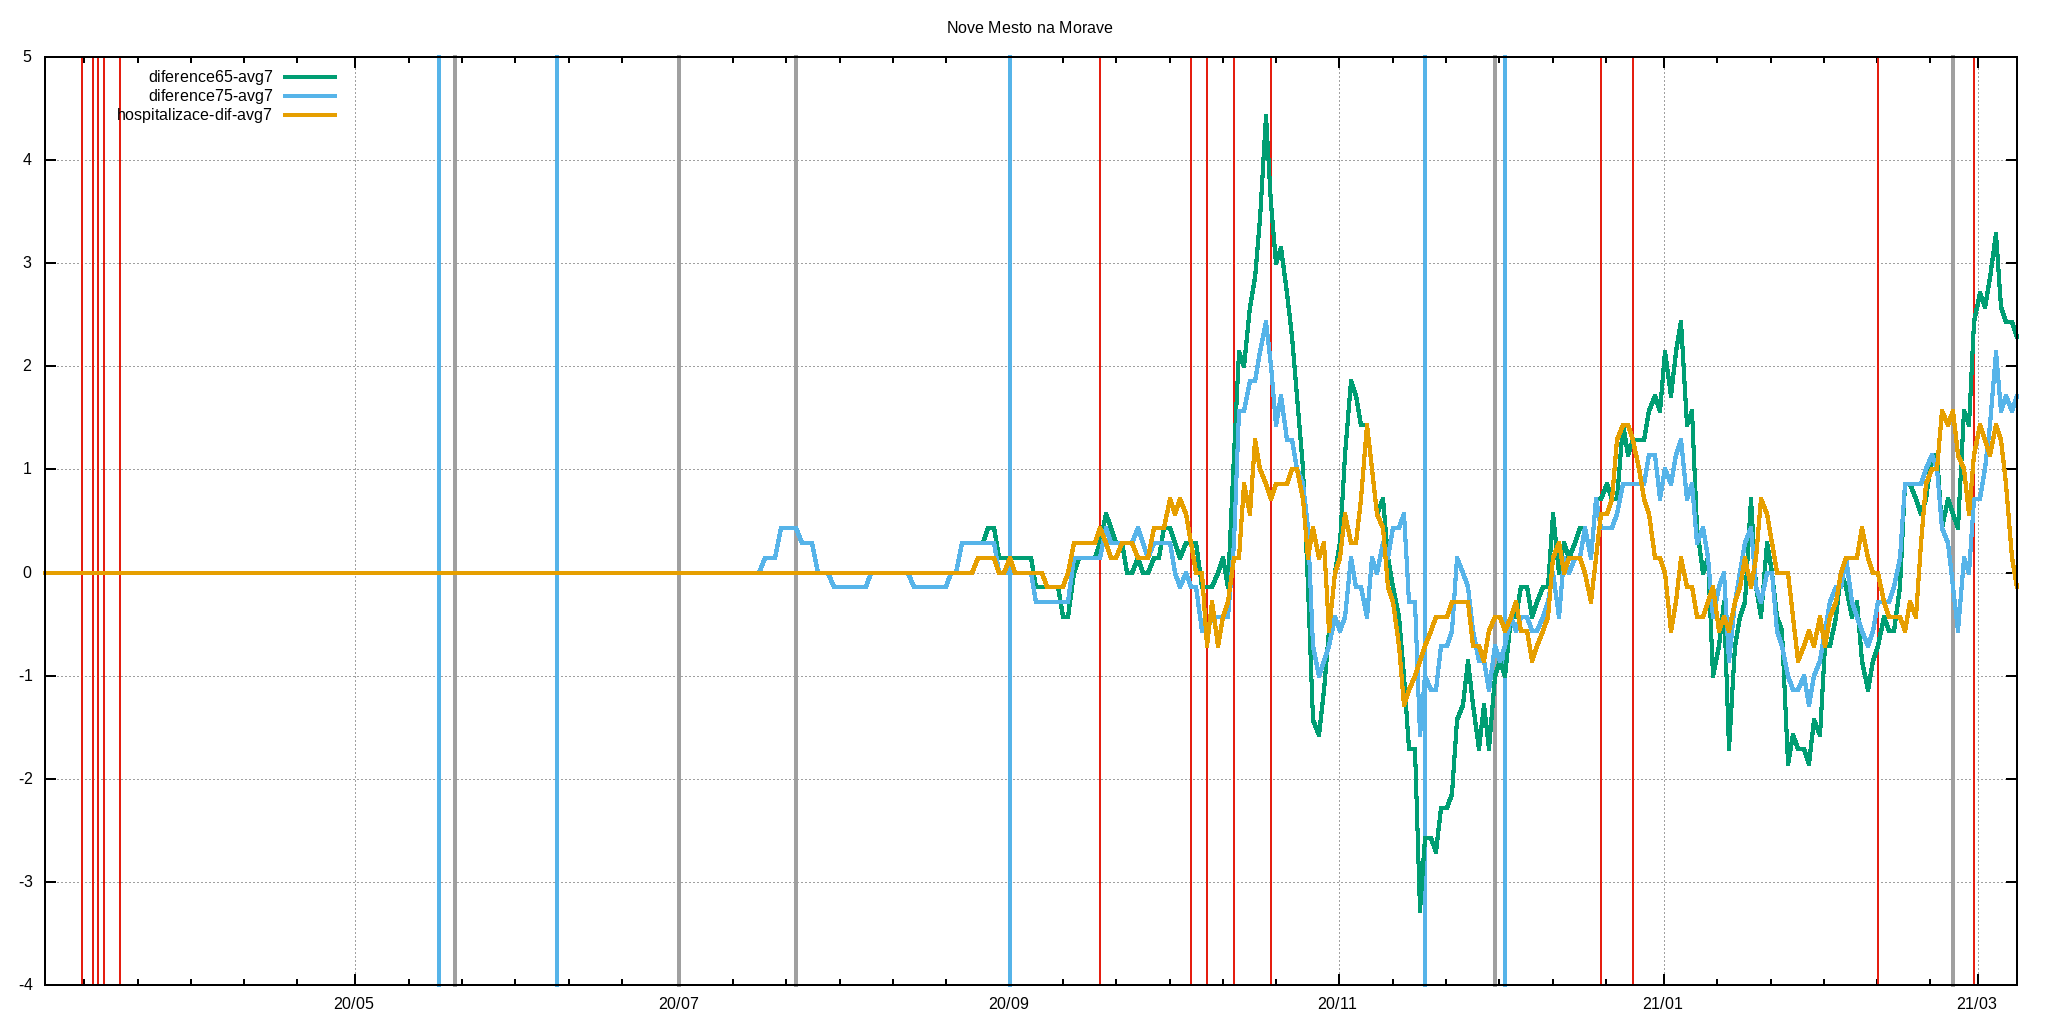 Nove Mesto na Morave
diference65-avg7
diference75-avg7
hospitalizace-dif-avg7
5
4
3
2
1
0
-1
-2
-3
-4
20/05 20/07 20/09 20/11 21/01 21/03